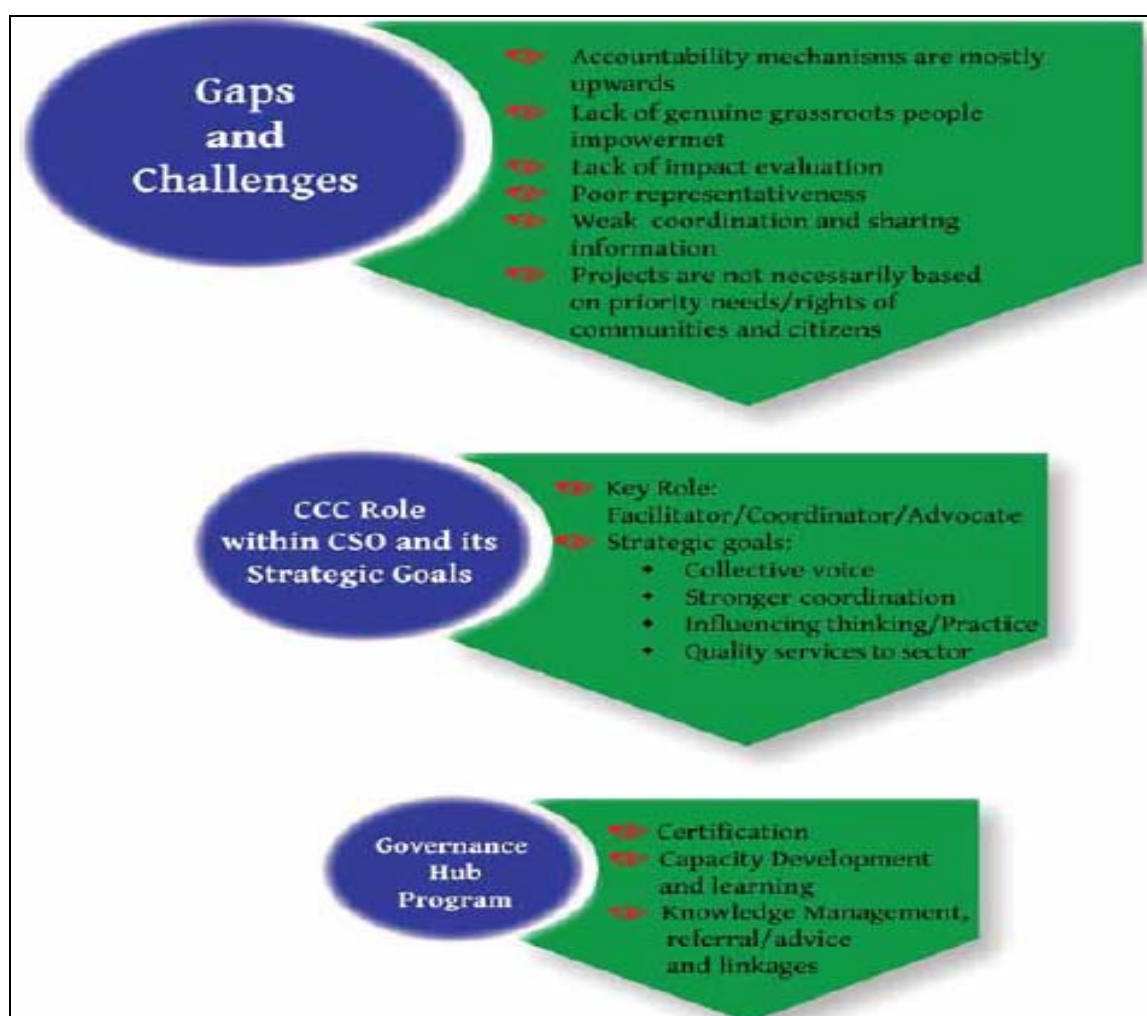 Gaps
and
Challenges
Accountability mechanisms are mostly
upwards
Lack of genuine grassroots people
impowermet
Lack of impact evaluation
Poor representativeness
Weak coordination and sharing
information
Projects are not necessarily based
on priority needs/rights of
communities and citizens
CCC Role
within CSO and its
Strategic Goals
Key Role:
Facilitator/Coordinator/Advocate
Strategic goals:
Collective voice
Stronger coordination
Influencing thinking/Practice
Quality services to sector
Governance
Hub
Program
Certification
Capacity Development
and learning
Knowledge Management,
referral/advice
and linkages